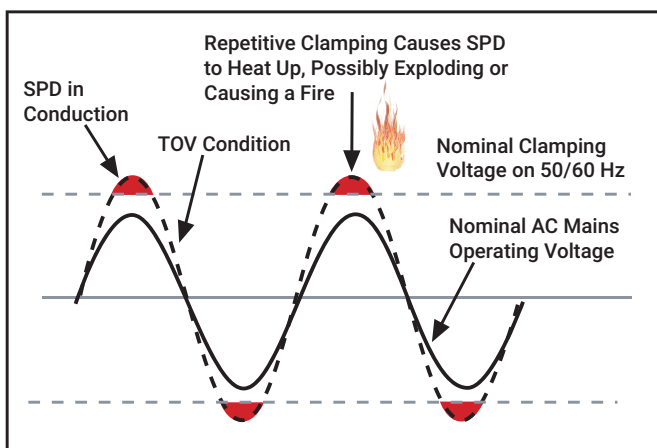 Repetitive Clamping Causes SPD
to Heat Up, Possibly Exploding or
Causing a Fire
SPD in
Conduction
TOV Condition
Nominal Clamping
Voltage on 50/60 Hz
Nominal AC Mains
Operating Voltage